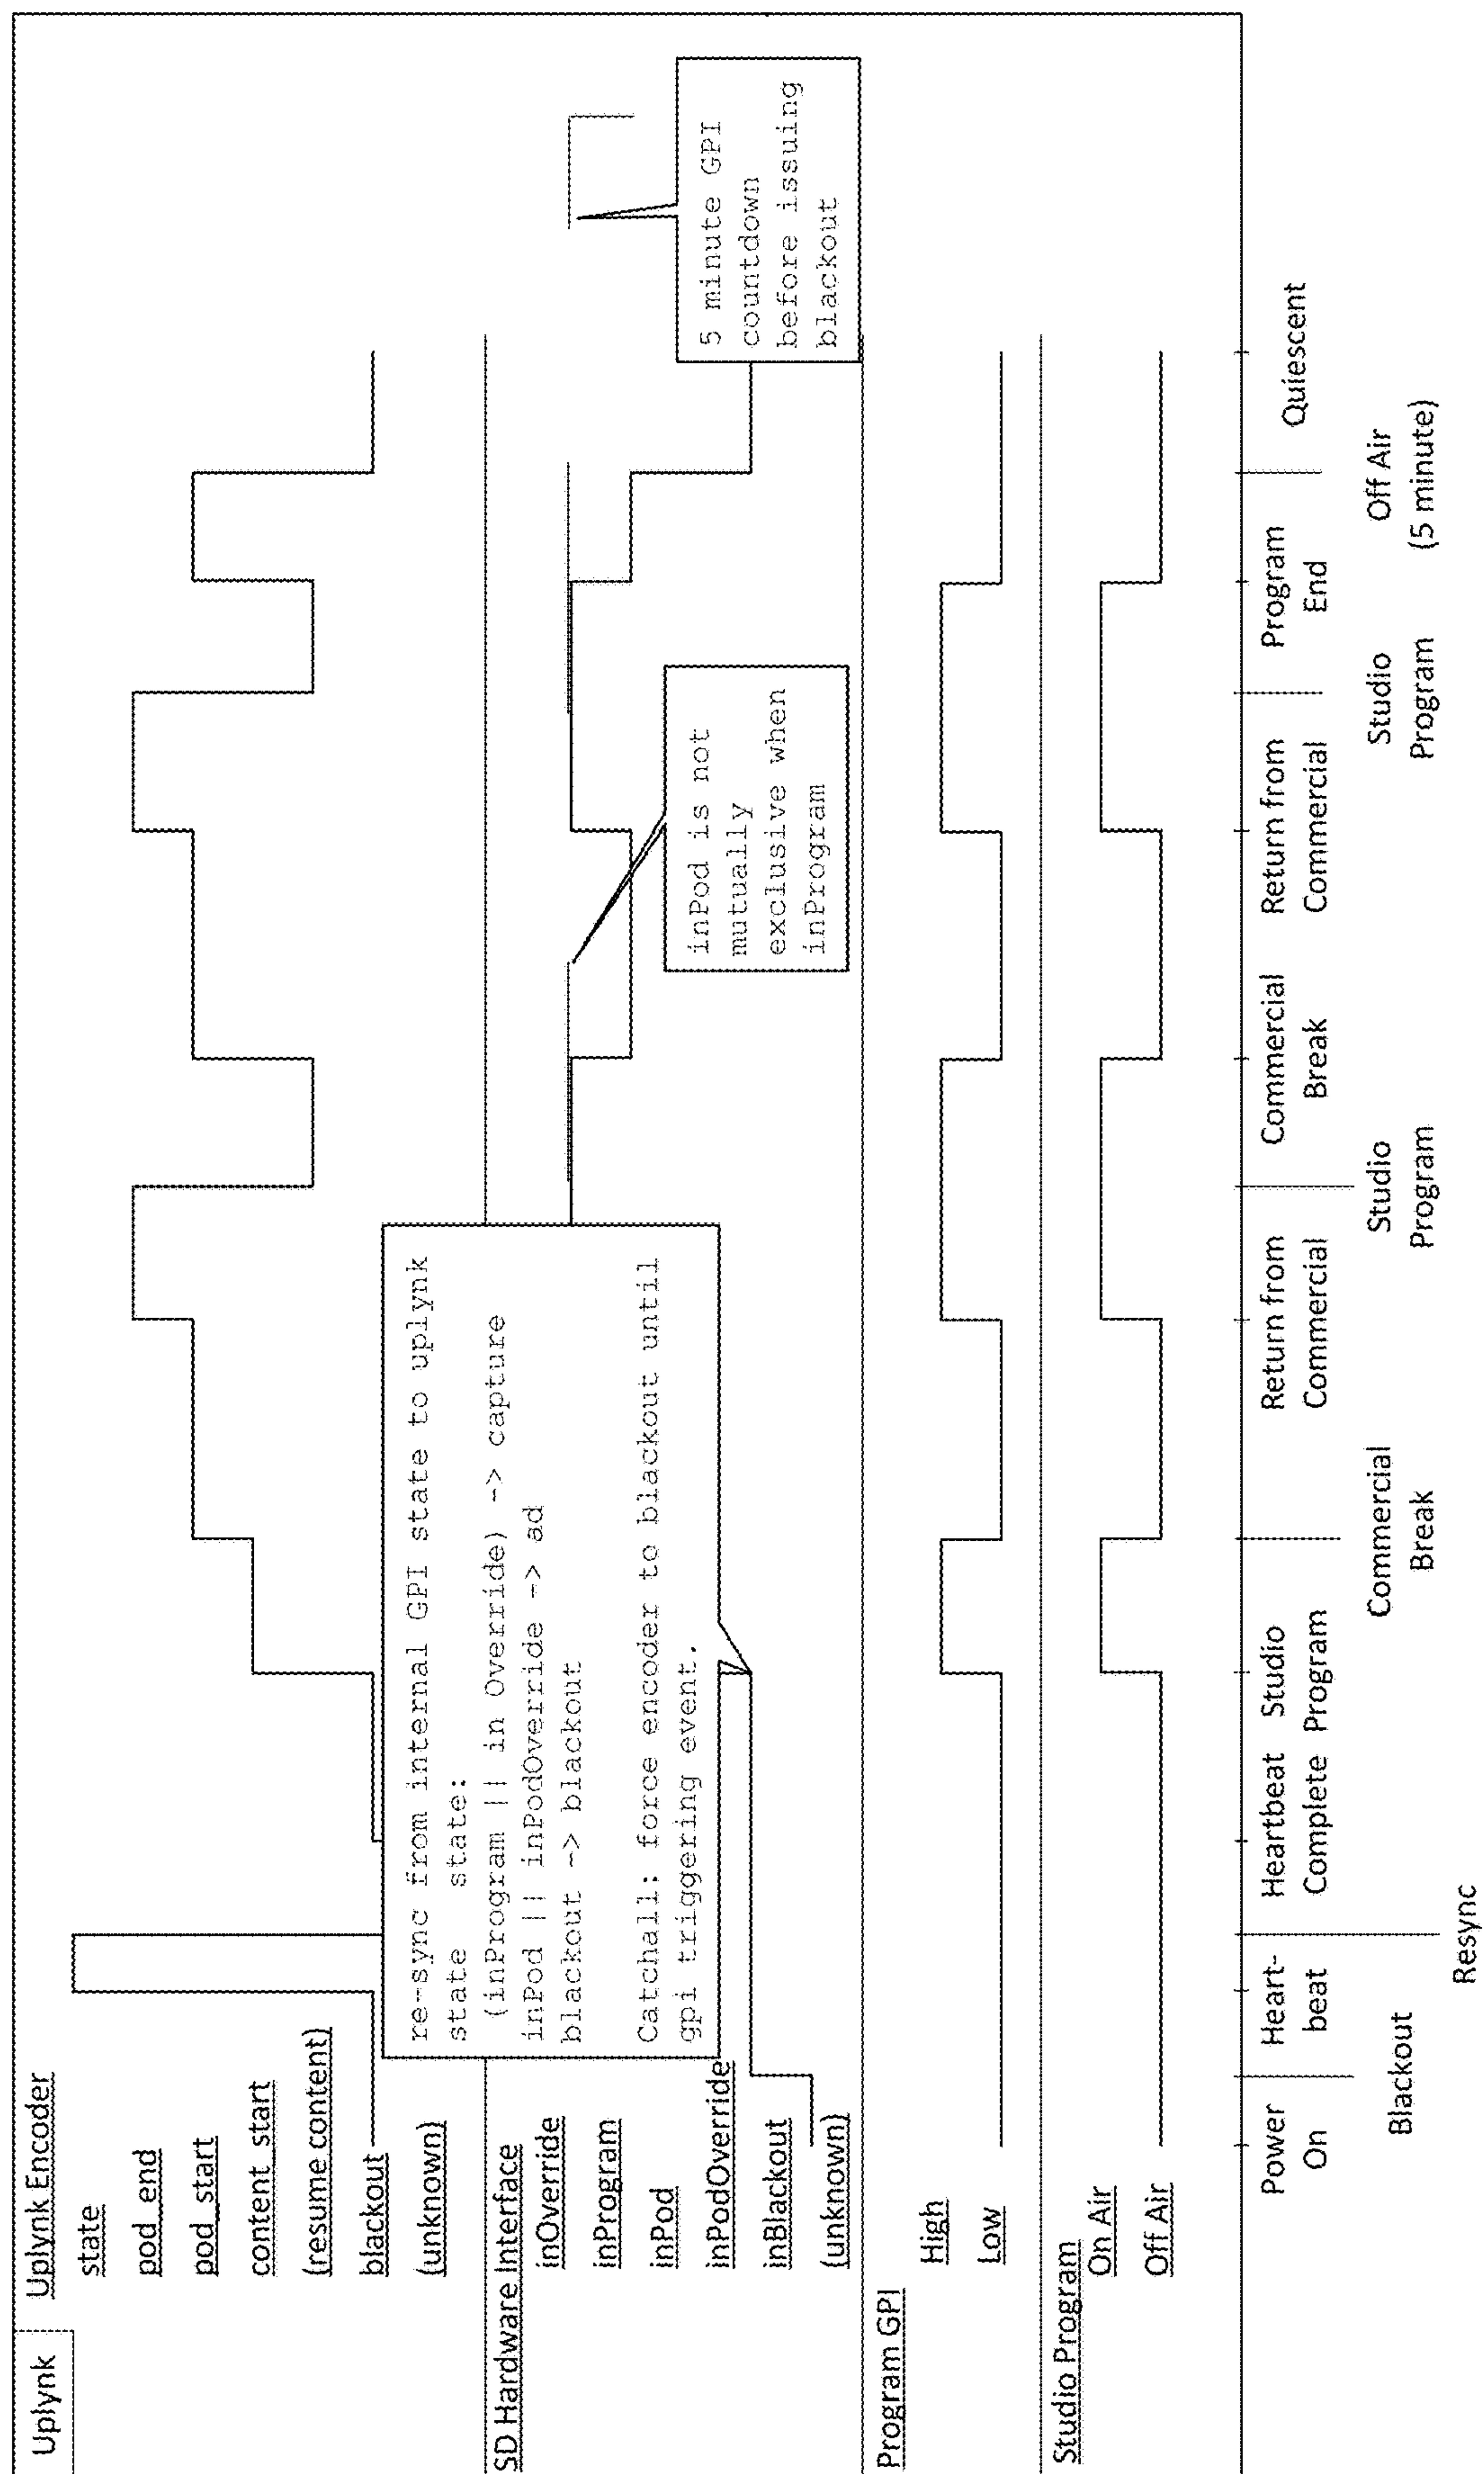 Uplynk
Uplynk Encoder
state
pod_end
pod_start
content_start
(resume content)
blackout
(unknown)
SD Hardware Interface
inOverride
inProgram
inPod
inPodOverride
inBlackout
(unknown)
re-sync from internal GPI state to uplynk
state state:
(inProgram || in Override) -> capture
inPod || inPodOverride -> ad
blackout -> blackout
Catchall: force encoder to blackout until
gpi triggering event.
inPod is not
mutually
exclusive when
inProgram
5 minute GPI
countdown
before issuing
blackout
Program GPI
High
Low
Studio Program
On Air
Off Air
Power
On
Blackout
Heart-
beat
Resync
Heartbeat
Complete
Studio
Program
Commercial
Break
Return from
Commercial
Studio
Program
Commercial
Break
Return from
Commercial
Studio
Program
Program
End
Off Air
(5 minute)
Quiescent